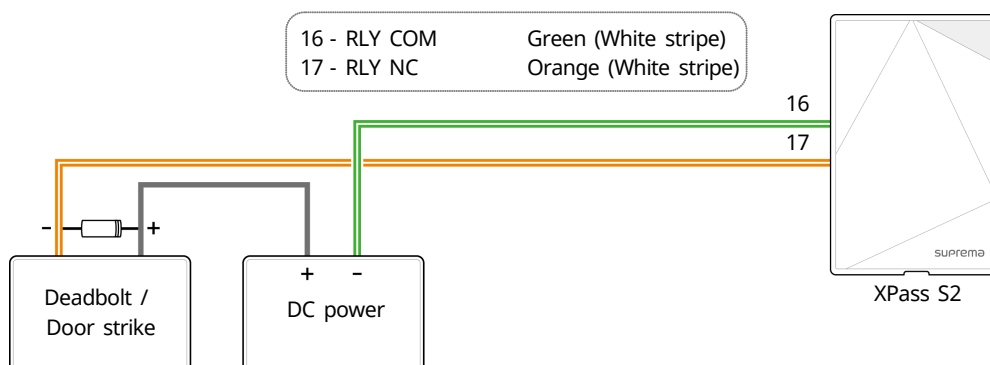 16 - RLY COM Green (White stripe)
17 - RLY NC Orange (White stripe)
16
17
- +
+ -
Deadbolt /
Door strike
DC power
suprema
XPass S2